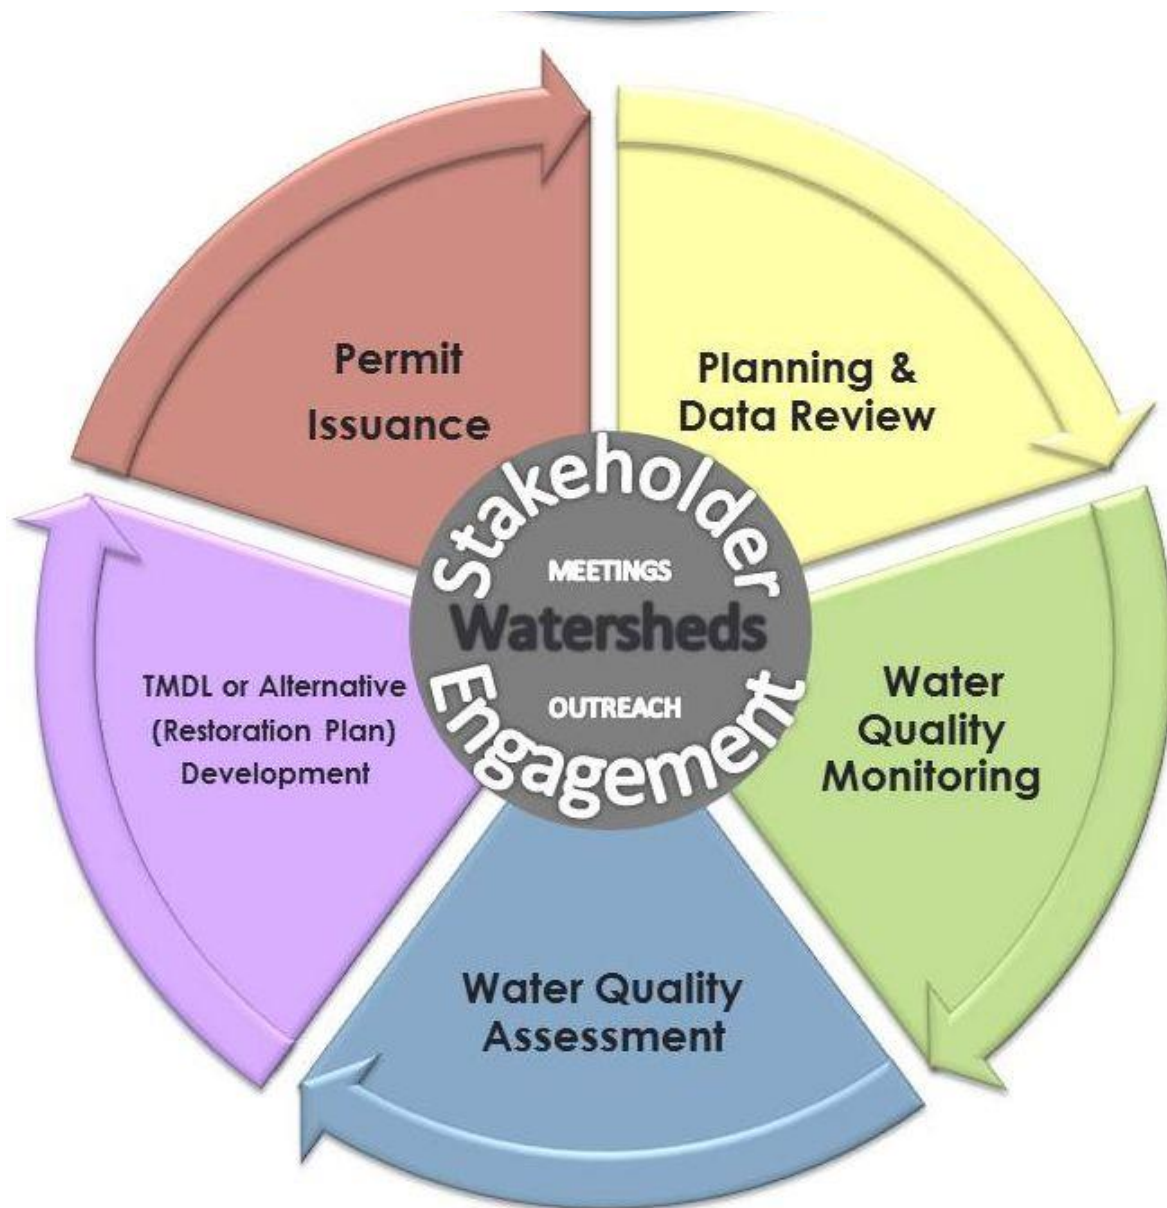 Permit
Issuance
Planning &
Data Review
Stakeholder
MEETINGS
Watersheds
OUTREACH
Engagement
Water
Quality
Monitoring
TMDL or Alternative
(Restoration Plan)
Development
Water Quality
Assessment